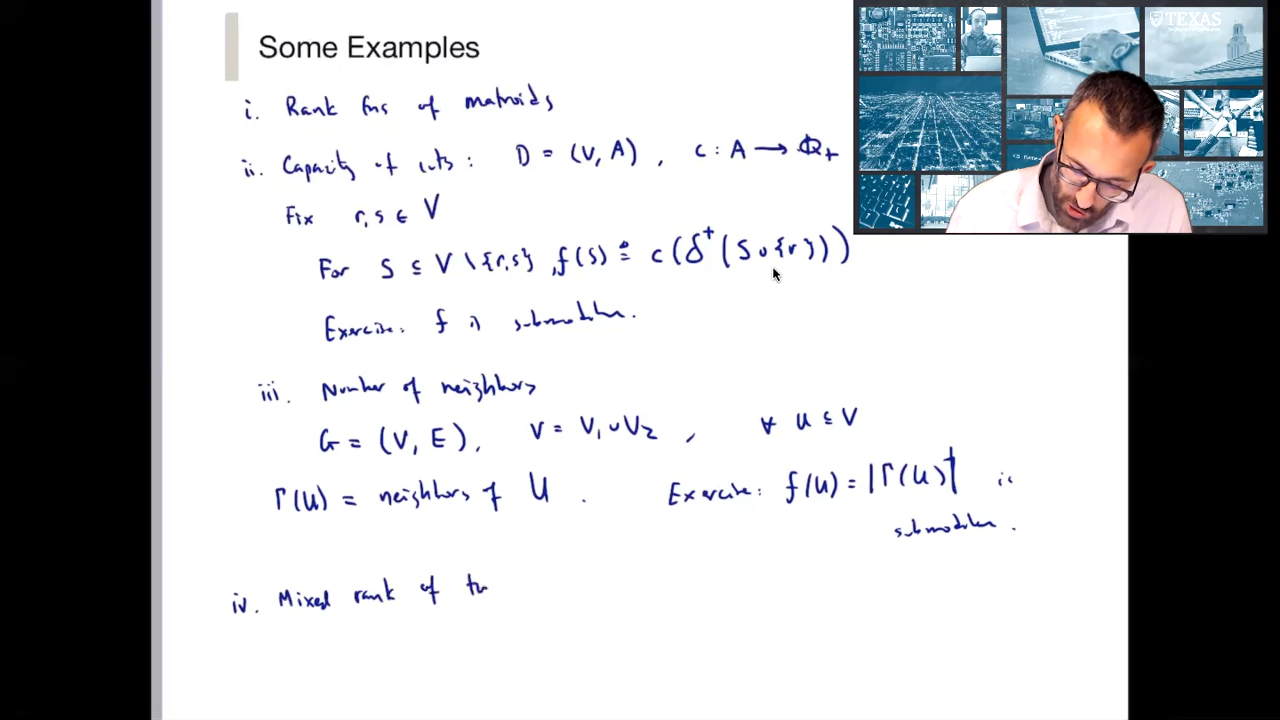 Some Examples
TEXAS
i. Rank fns of matroids
ii. Capacity of cuts : D = (V, A) , c : A → ℚ+
Fix r,s ∈ V
For S ⊆ V \ {r,s} , f(S) ≜ c(δ⁺(S ∪ {r}))
Exercise: f is submodular.
iii. Number of neighbors
G = (V, E), V = V₁ ∪ V₂ , ∀ U ⊆ V
Γ(U) = neighbors of U . Exercise: f(U) = |Γ(U)| is
submodular .
iv. Mixed rank of